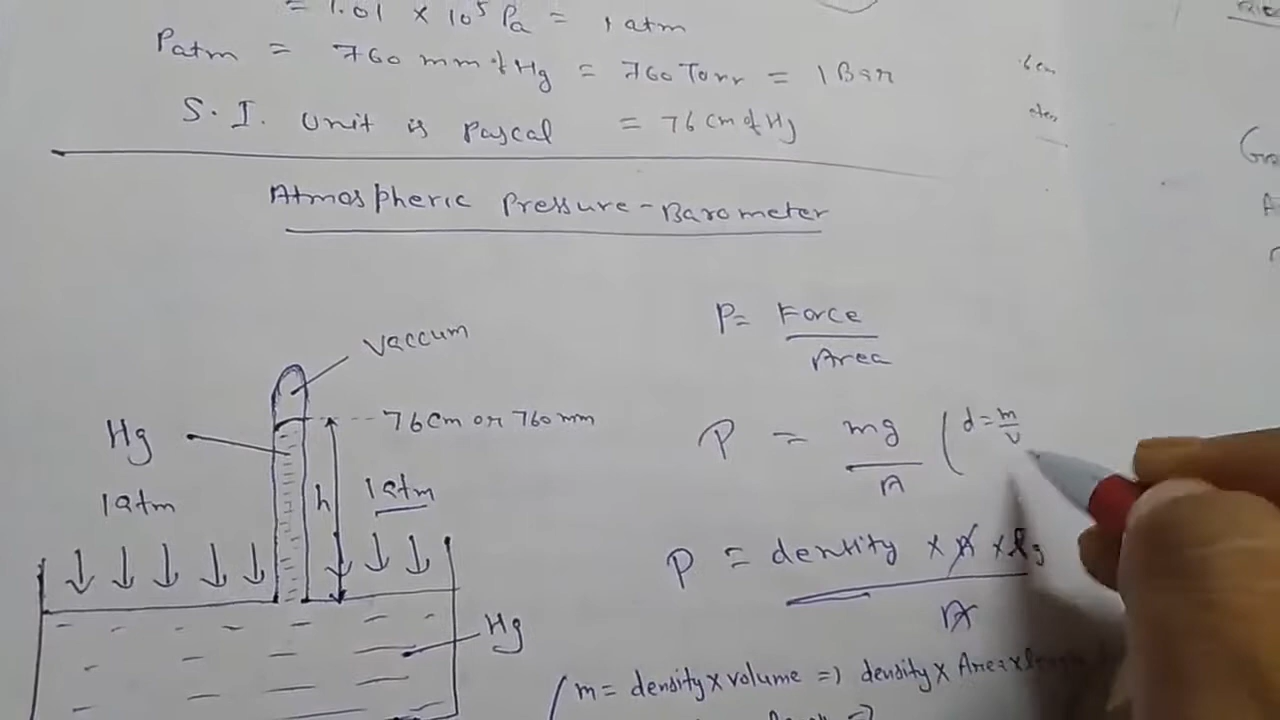 = 1.01 × 10⁵ Pa = 1 atm
Patm = 760 mm of Hg = 760 Torr = 1 Bar
S.I. Unit is Pascal = 76 cm of Hg
Atmospheric Pressure-Barometer
Vaccum
76 cm or 760 mm
Hg
1 atm
h
1 atm
Hg
P = Force
Area
P = mg
A
(d = m
v
P = density × A × lg
A
(m = density × volume => density × Area × length